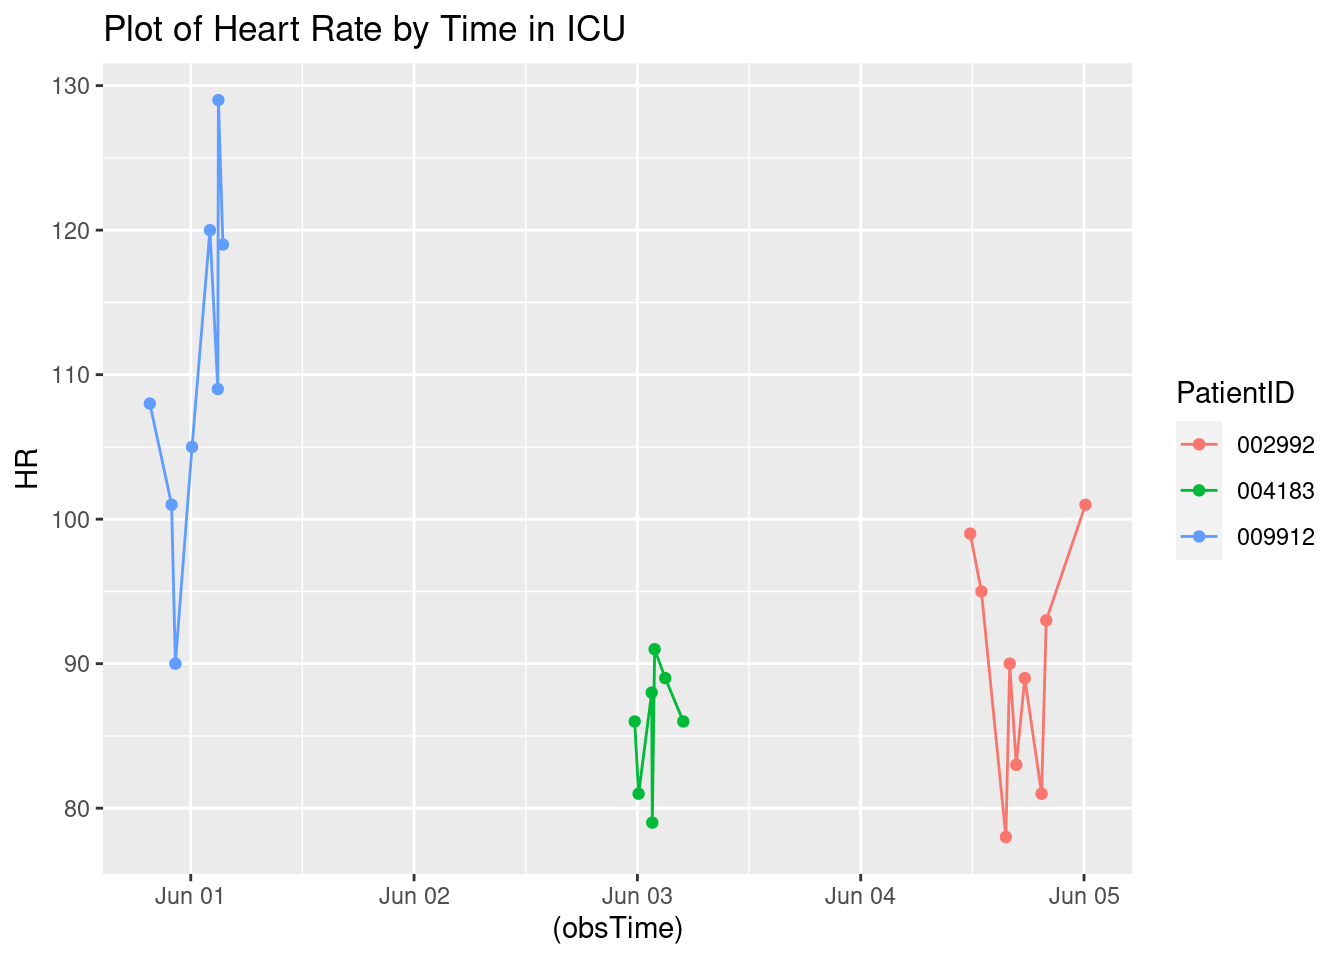 Plot of Heart Rate by Time in ICU
130
120
110
100
90
80
HR
Jun 01 Jun 02 Jun 03 Jun 04 Jun 05
(obsTime)
PatientID
002992
004183
009912